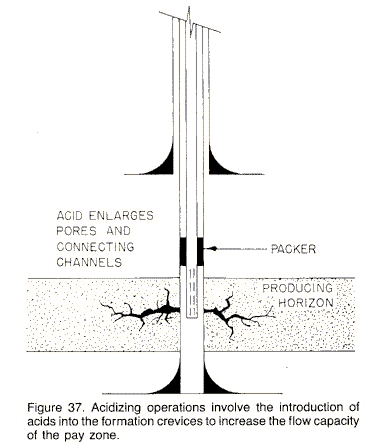 ACID ENLARGES
PORES AND
CONNECTING
CHANNELS
PACKER
PRODUCING
HORIZON
Figure 37. Acidizing operations involve the introduction of
acids into the formation crevices to increase the flow capacity
of the pay zone.